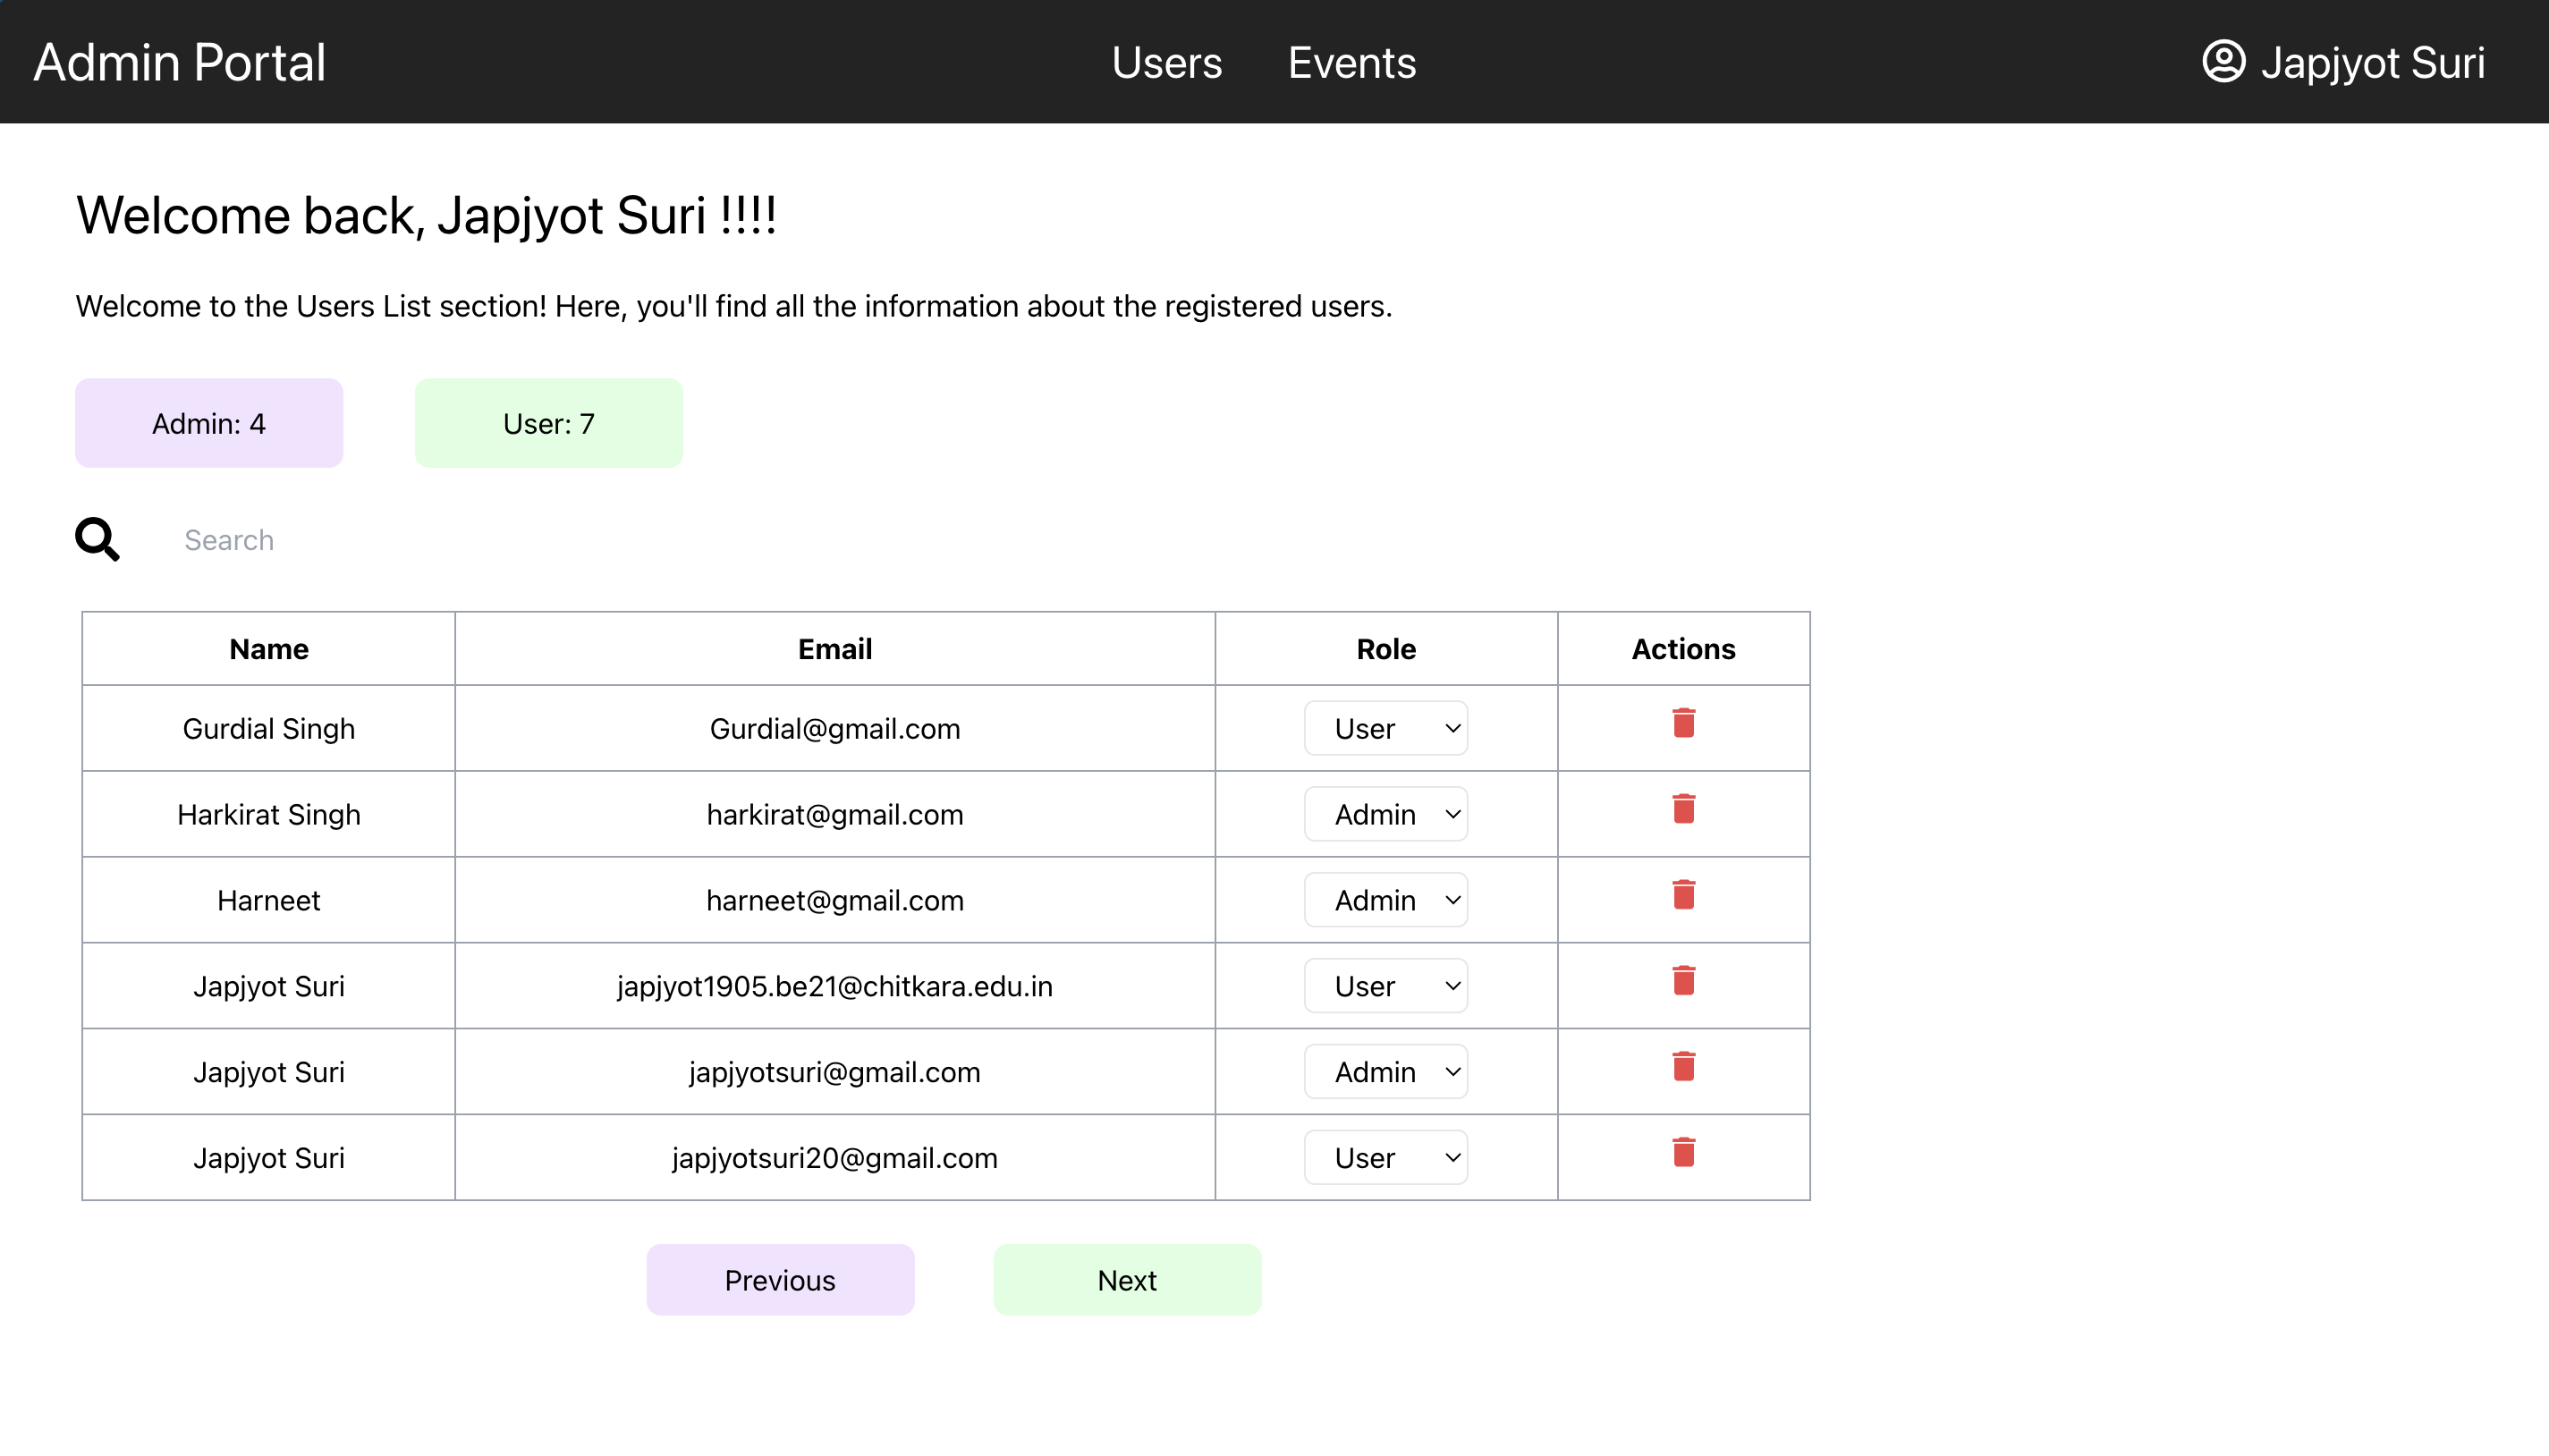 Admin Portal Users Events Japjyot Suri
Welcome back, Japjyot Suri !!!!
Welcome to the Users List section! Here, you'll find all the information about the registered users.
Admin: 4 User: 7
Search
Name Email Role Actions
Gurdial Singh Gurdial@gmail.com User
Harkirat Singh harkirat@gmail.com Admin
Harneet harneet@gmail.com Admin
Japjyot Suri japjyot1905.be21@chitkara.edu.in User
Japjyot Suri japjyotsuri@gmail.com Admin
Japjyot Suri japjyotsuri20@gmail.com User
Previous Next